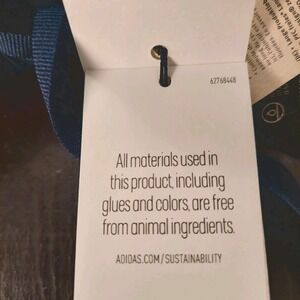 62768448
All materials used in
this product, including
glues and colors, are free
from animal ingredients.
ADIDAS.COM/SUSTAINABILITY